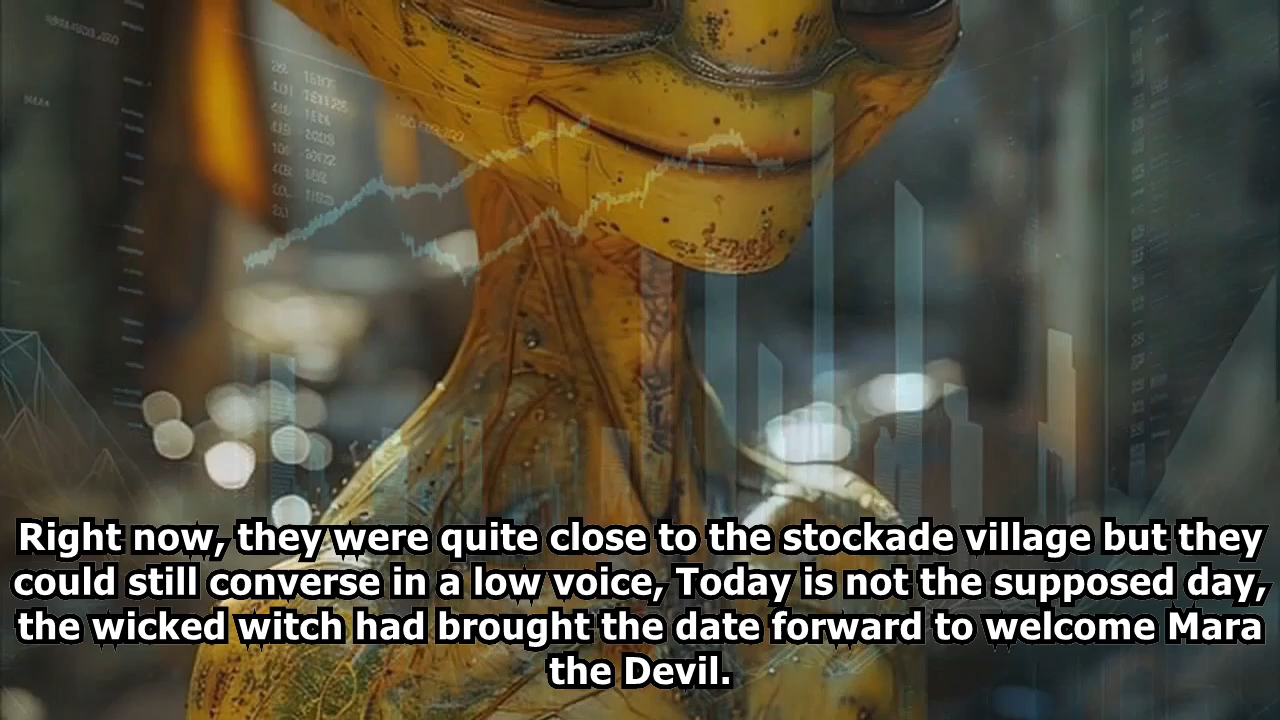 Right now, they were quite close to the stockade village but they
could still converse in a low voice, Today is not the supposed day,
the wicked witch had brought the date forward to welcome Mara
the Devil.